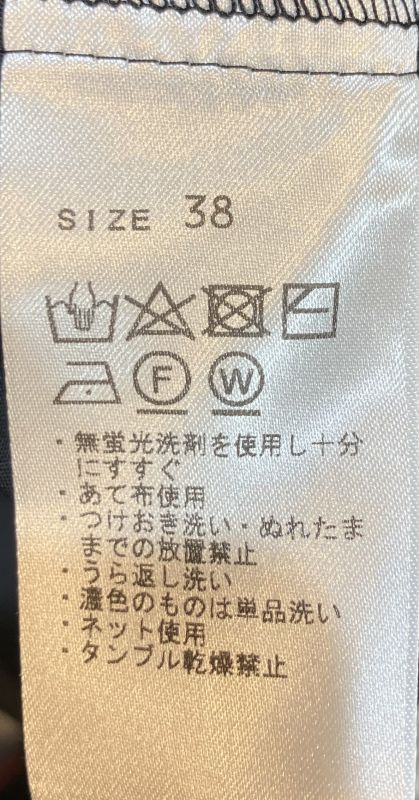 SIZE 38
F W
・無蛍光洗剤を使用し十分
にすすぐ
・あて布使用
・つけおき洗い・ぬれたま
までの放置禁止
・うら返し洗い
・濃色のものは単品洗い
・ネット使用
・タンブル乾燥禁止